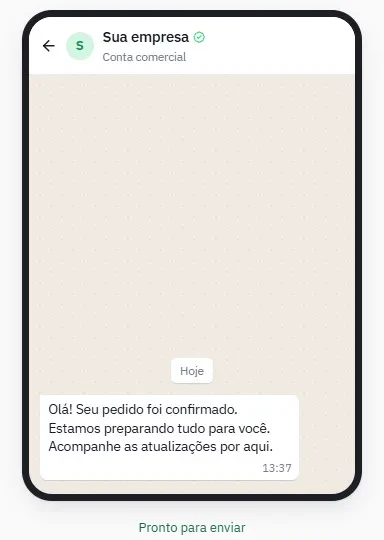 S
Sua empresa
Conta comercial
Hoje
Olá! Seu pedido foi confirmado.
Estamos preparando tudo para você.
Acompanhe as atualizações por aqui.
13:37
Pronto para enviar